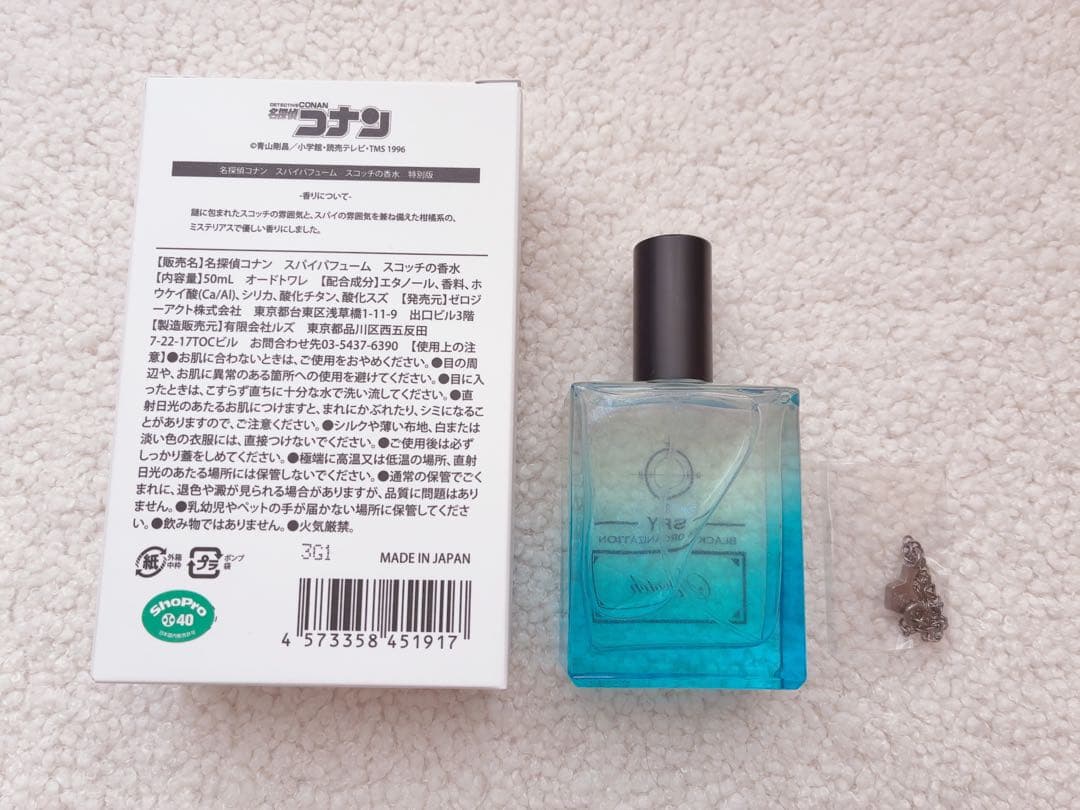 DETECTIVE CONAN
名探偵コナン
©青山剛昌／小学館・読売テレビ・TMS 1996
名探偵コナン　スパイパフューム　スコッチの香水　特別版
-香りについて-
謎に包まれたスコッチの雰囲気と、スパイの雰囲気を兼ね備えた柑橘系の、
ミステリアスで優しい香りにしました。
【販売名】名探偵コナン　スパイパフューム　スコッチの香水
【内容量】50mL　オードトワレ　【配合成分】エタノール、香料、ホ
ウケイ酸(Ca/Al)、シリカ、酸化チタン、酸化スズ　【発売元】ゼロジ
ーアクト株式会社　東京都台東区浅草橋1-11-9　出口ビル3階
【製造販売元】有限会社ルズ　東京都品川区西五反田
7-22-17TOCビル　お問合わせ先03-5437-6390　【使用上の注
意】●お肌に合わないときは、ご使用をおやめください。●目の周
辺や、お肌に異常のある箇所への使用を避けてください。●目に入
ったときは、こすらず直ちに十分な水で洗い流してください。●直
射日光のあたるお肌につけますと、まれにかぶれたり、シミになるこ
とがありますので、ご注意ください。●シルクや薄い布地、白または
淡い色の衣服には、直接つけないでください。●ご使用後は必ず
しっかり蓋をしめてください。●極端に高温又は低温の場所、直射
日光のあたる場所には保管しないでください。●通常の保管でごく
まれに、退色や澱が見られる場合がありますが、品質に問題はあり
ません。●乳幼児やペットの手が届かない場所に保管してくださ
い。●飲み物ではありません。●火気厳禁。
紙 外箱 中枠 プラ ポンプ 袋
3G1
MADE IN JAPAN
ShoPro
40
日本国内販売許諾
4 573358 451917
SPY
BLACK ORGANIZATION
Scotch